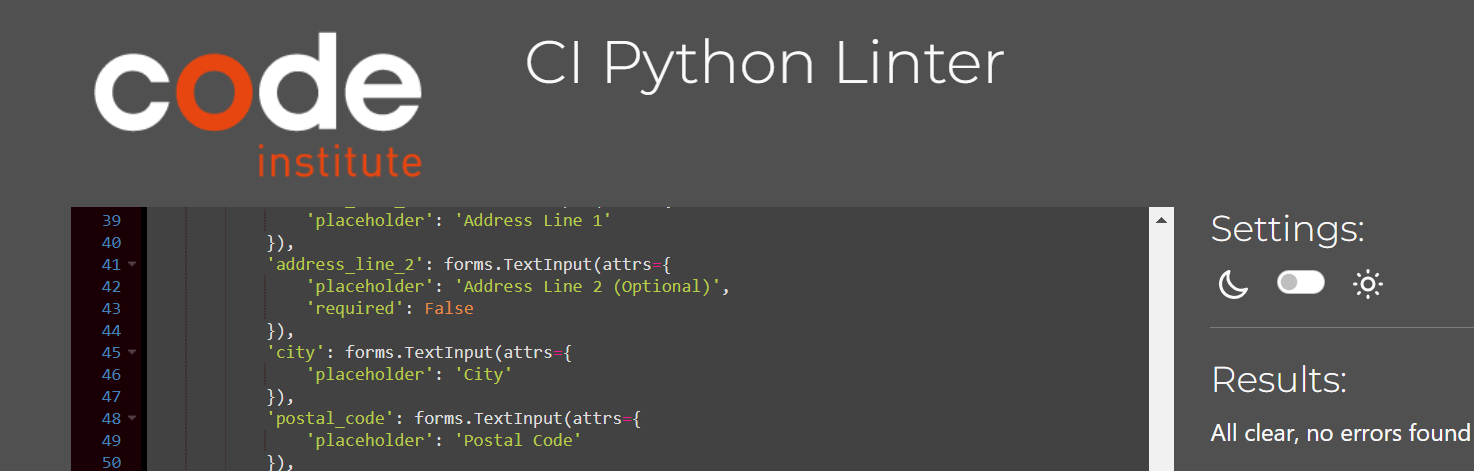 code
institute
CI Python Linter
39 'placeholder': 'Address Line 1'
40 }),
41 'address_line_2': forms.TextInput(attrs={
42 'placeholder': 'Address Line 2 (Optional)',
43 'required': False
44 }),
45 'city': forms.TextInput(attrs={
46 'placeholder': 'City'
47 }),
48 'postal_code': forms.TextInput(attrs={
49 'placeholder': 'Postal Code'
50 }),
Settings:
Results:
All clear, no errors found